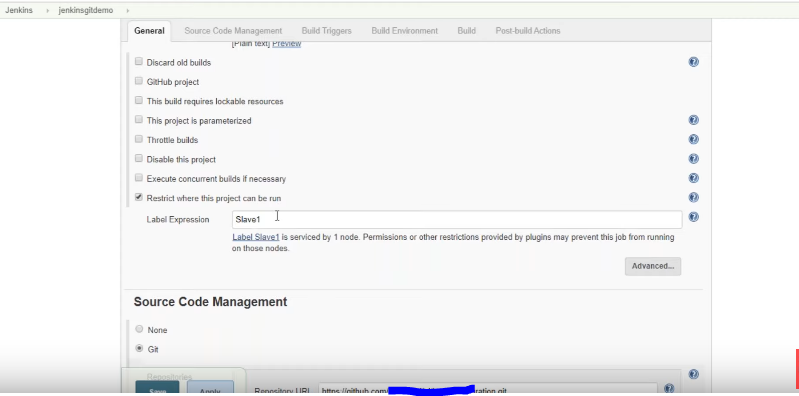 Jenkins › jenkinsgitdemo ›
General Source Code Management Build Triggers Build Environment Build Post-build Actions
[Plain text] Preview
Discard old builds
GitHub project
This build requires lockable resources
This project is parameterized
Throttle builds
Disable this project
Execute concurrent builds if necessary
Restrict where this project can be run
Label Expression Slave1
Label Slave1 is serviced by 1 node. Permissions or other restrictions provided by plugins may prevent this job from running
on those nodes.
Advanced...
Source Code Management
None
Git
Repositories
Save Apply Repository URL https://github.com/ ration.git